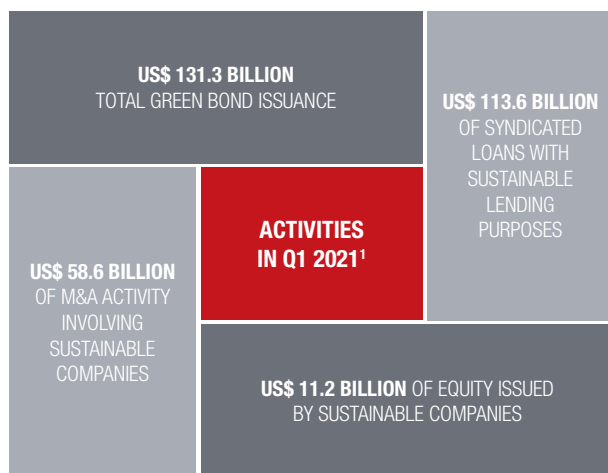 US$ 131.3 BILLION
TOTAL GREEN BOND ISSUANCE
US$ 113.6 BILLION
OF SYNDICATED
LOANS WITH
SUSTAINABLE
LENDING
PURPOSES
ACTIVITIES
IN Q1 2021¹
US$ 58.6 BILLION
OF M&A ACTIVITY
INVOLVING
SUSTAINABLE
COMPANIES
US$ 11.2 BILLION OF EQUITY ISSUED
BY SUSTAINABLE COMPANIES